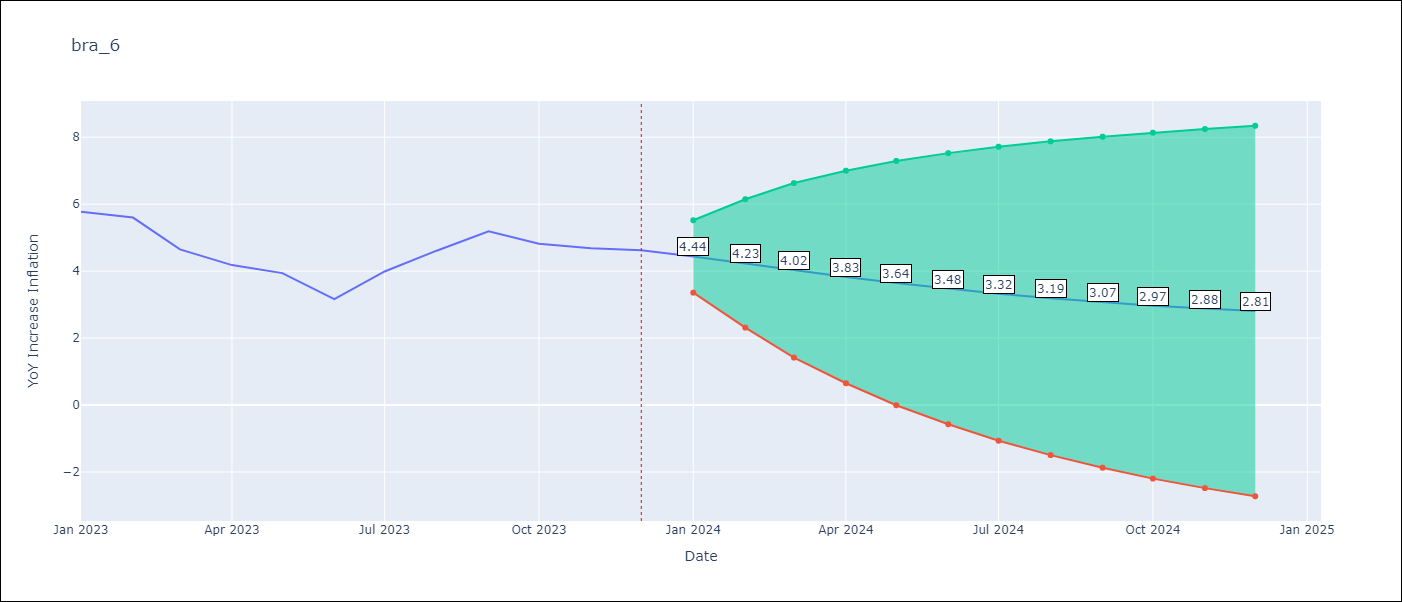 bra_6
YoY Increase Inflation
8
6
4
2
0
−2
4.44
4.23
4.02
3.83
3.64
3.48
3.32
3.19
3.07
2.97
2.88
2.81
Jan 2023
Apr 2023
Jul 2023
Oct 2023
Jan 2024
Apr 2024
Jul 2024
Oct 2024
Jan 2025
Date